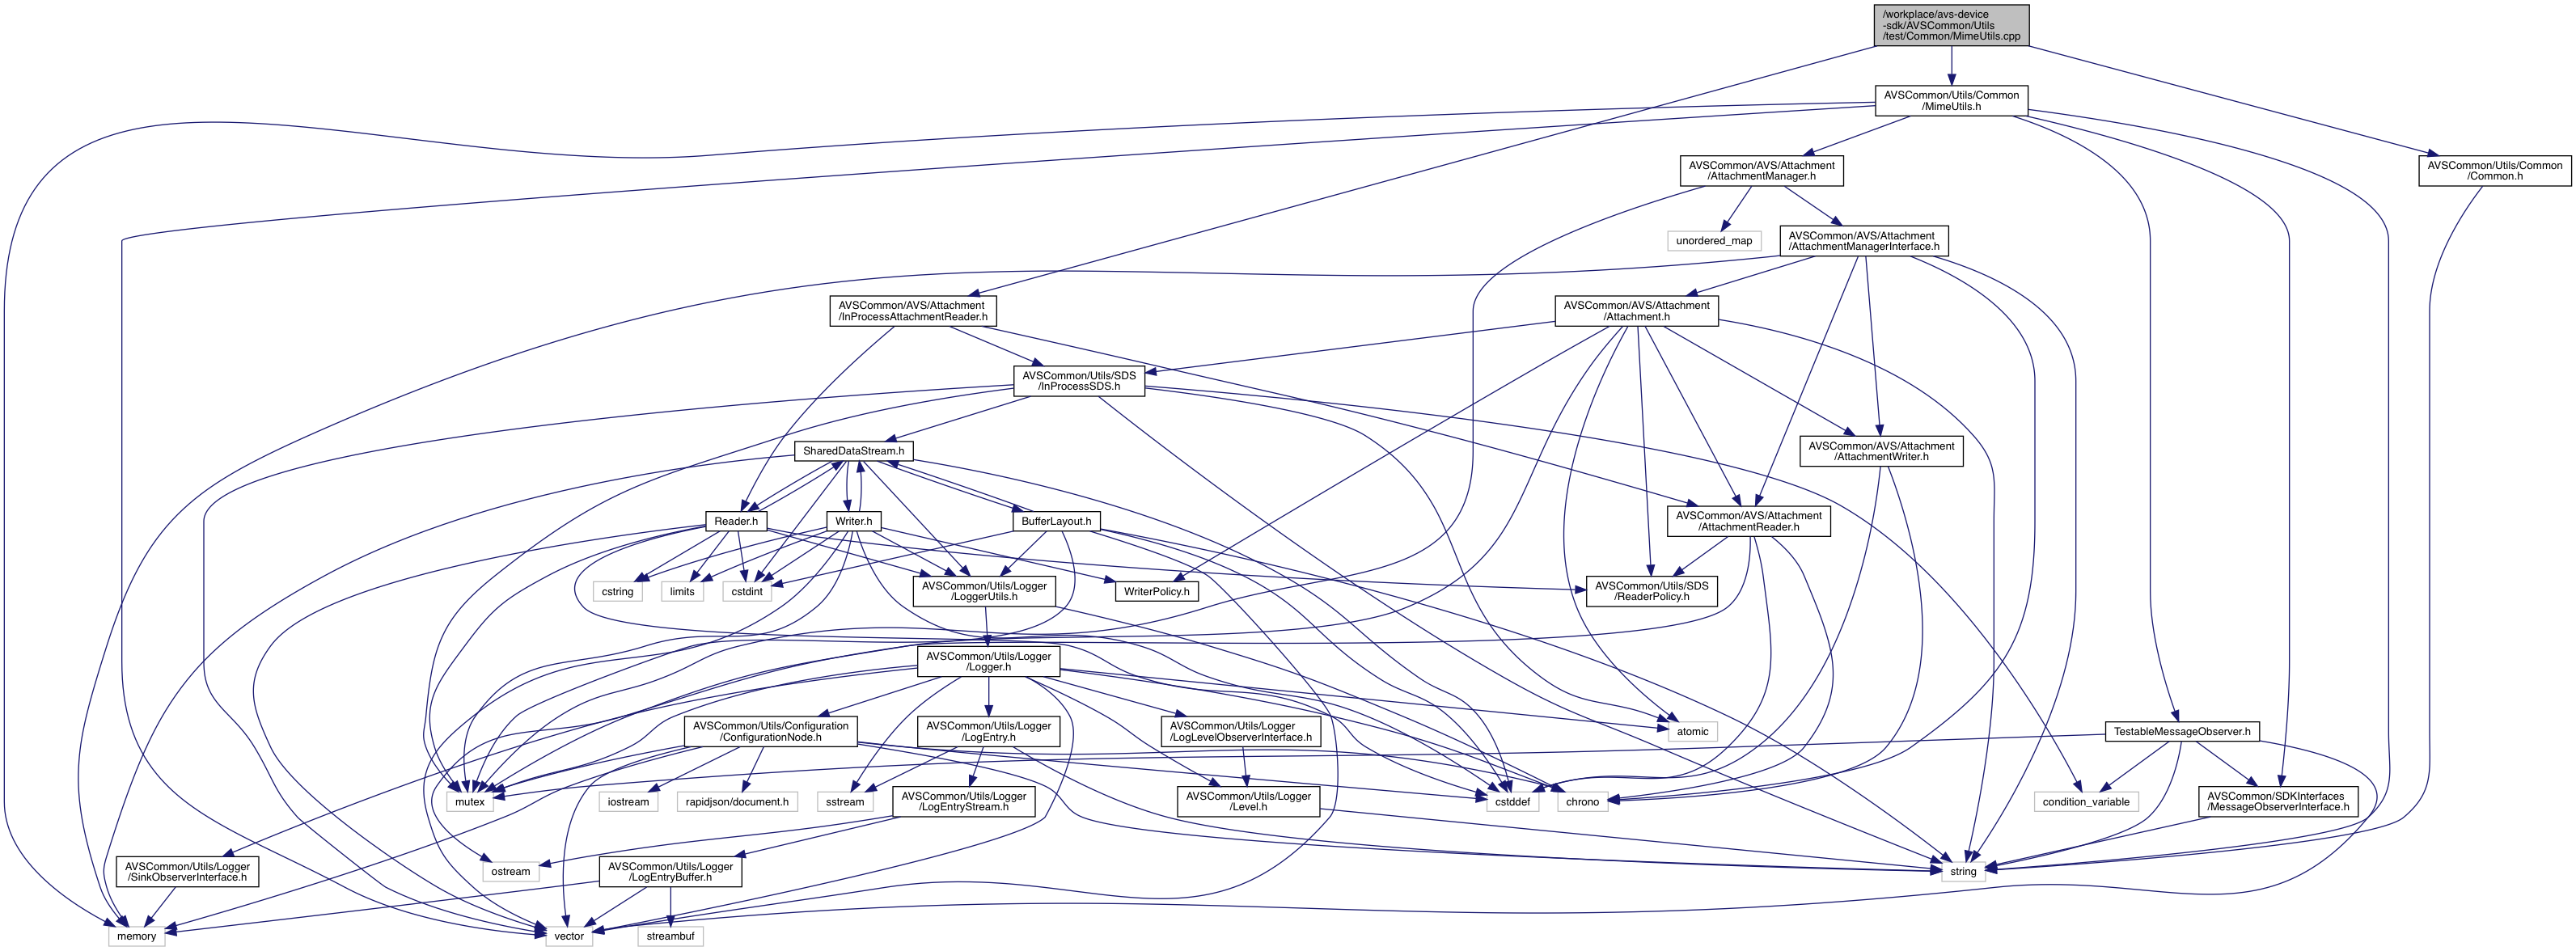 /workplace/avs-device
-sdk/AVSCommon/Utils
/test/Common/MimeUtils.cpp
AVSCommon/Utils/Common
/MimeUtils.h
AVSCommon/AVS/Attachment
/AttachmentManager.h
AVSCommon/Utils/Common
/Common.h
unordered_map
AVSCommon/AVS/Attachment
/AttachmentManagerInterface.h
AVSCommon/AVS/Attachment
/InProcessAttachmentReader.h
AVSCommon/AVS/Attachment
/Attachment.h
AVSCommon/Utils/SDS
/InProcessSDS.h
SharedDataStream.h
AVSCommon/AVS/Attachment
/AttachmentWriter.h
Reader.h
Writer.h
BufferLayout.h
AVSCommon/AVS/Attachment
/AttachmentReader.h
cstring
limits
cstdint
AVSCommon/Utils/Logger
/LoggerUtils.h
WriterPolicy.h
AVSCommon/Utils/SDS
/ReaderPolicy.h
AVSCommon/Utils/Logger
/Logger.h
AVSCommon/Utils/Configuration
/ConfigurationNode.h
AVSCommon/Utils/Logger
/LogEntry.h
AVSCommon/Utils/Logger
/LogLevelObserverInterface.h
atomic
TestableMessageObserver.h
mutex
iostream
rapidjson/document.h
sstream
AVSCommon/Utils/Logger
/LogEntryStream.h
AVSCommon/Utils/Logger
/Level.h
cstddef
chrono
condition_variable
AVSCommon/SDKInterfaces
/MessageObserverInterface.h
AVSCommon/Utils/Logger
/SinkObserverInterface.h
ostream
AVSCommon/Utils/Logger
/LogEntryBuffer.h
string
memory
vector
streambuf